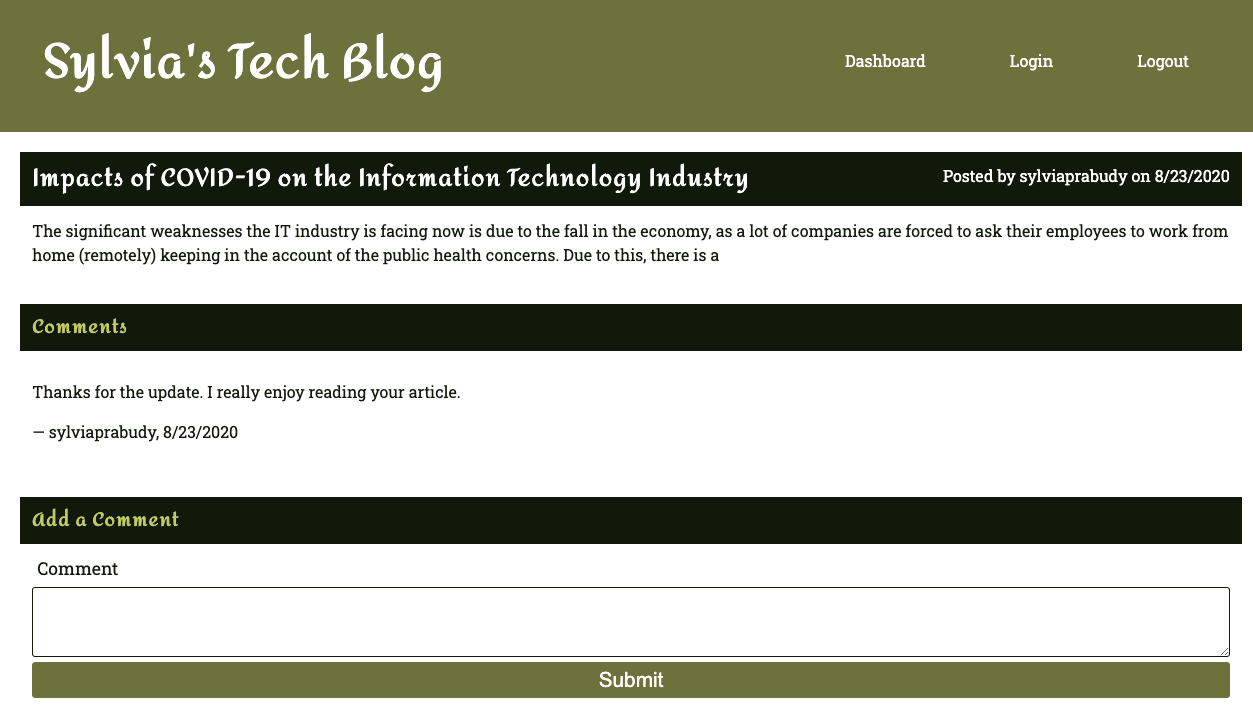 Sylvia's Tech Blog
Dashboard Login Logout
Impacts of COVID-19 on the Information Technology Industry
Posted by sylviaprabudy on 8/23/2020
The significant weaknesses the IT industry is facing now is due to the fall in the economy, as a lot of companies are forced to ask their employees to work from
home (remotely) keeping in the account of the public health concerns. Due to this, there is a
Comments
Thanks for the update. I really enjoy reading your article.
— sylviaprabudy, 8/23/2020
Add a Comment
Comment
Submit